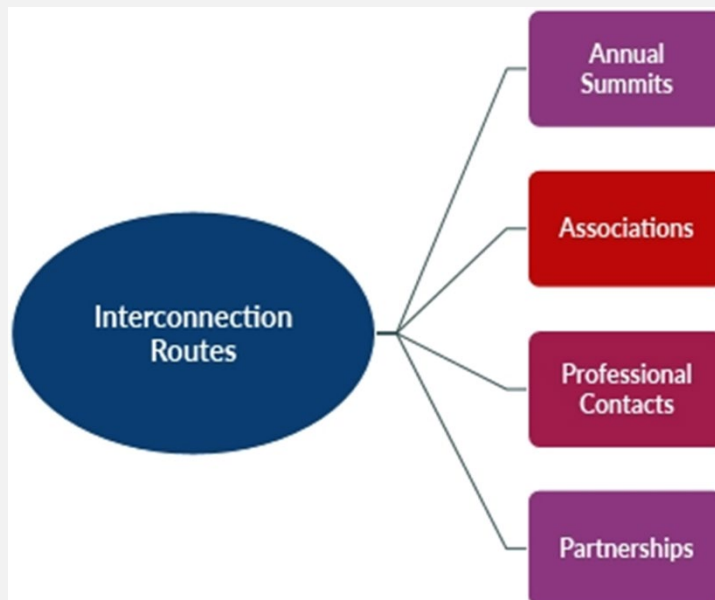 Annual
Summits
Associations
Interconnection
Routes
Professional
Contacts
Partnerships